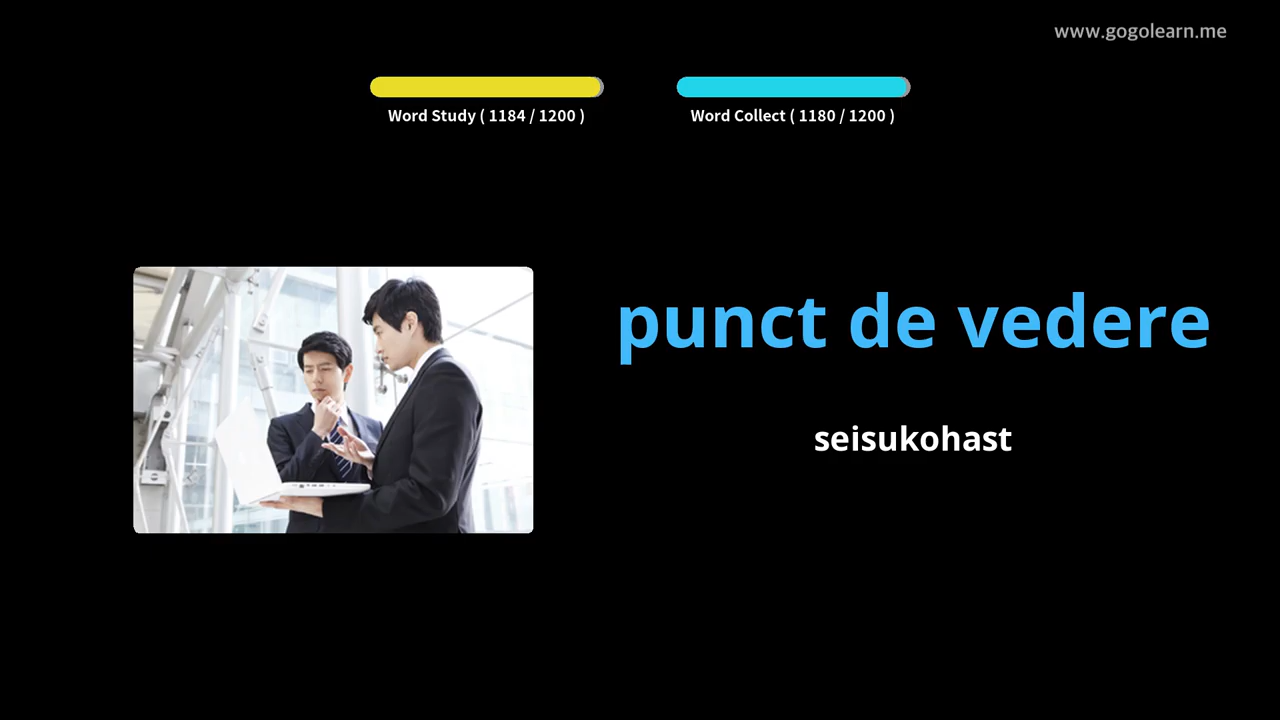 www.gogolearn.me
Word Study ( 1184 / 1200 )
Word Collect ( 1180 / 1200 )
punct de vedere
seisukohast